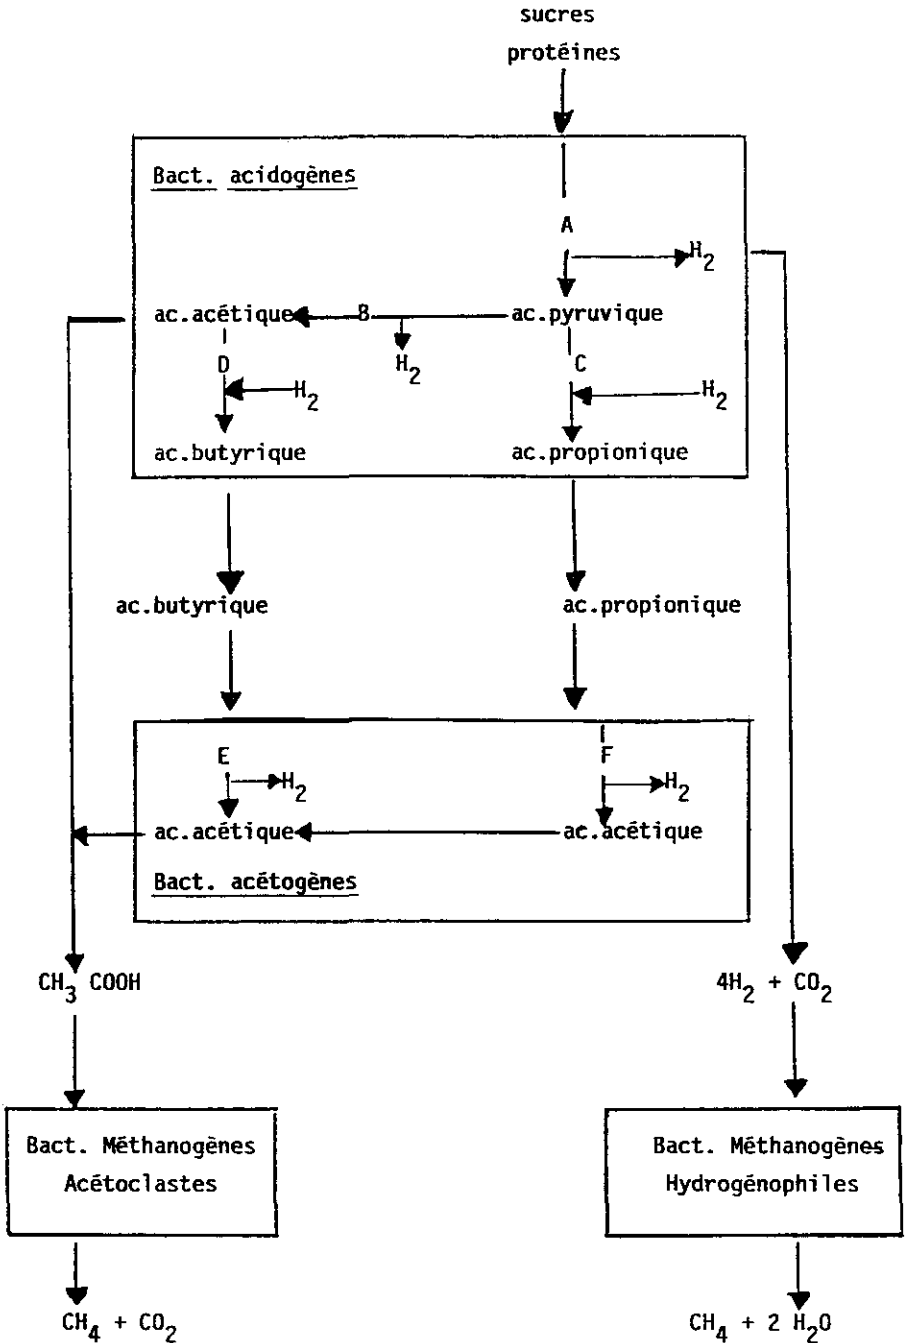 sucres
protéines
Bact. acidogènes
A
H2
ac.acétique B ac.pyruvique
D H2 C
H2 H2
ac.butyrique ac.propionique
ac.butyrique ac.propionique
E F
H2 H2
ac.acétique ac.acétique
Bact. acétogènes
CH3 COOH 4H2 + CO2
Bact. Méthanogènes Bact. Méthanogènes
Acétoclastes Hydrogénophiles
CH4 + CO2 CH4 + 2 H2O